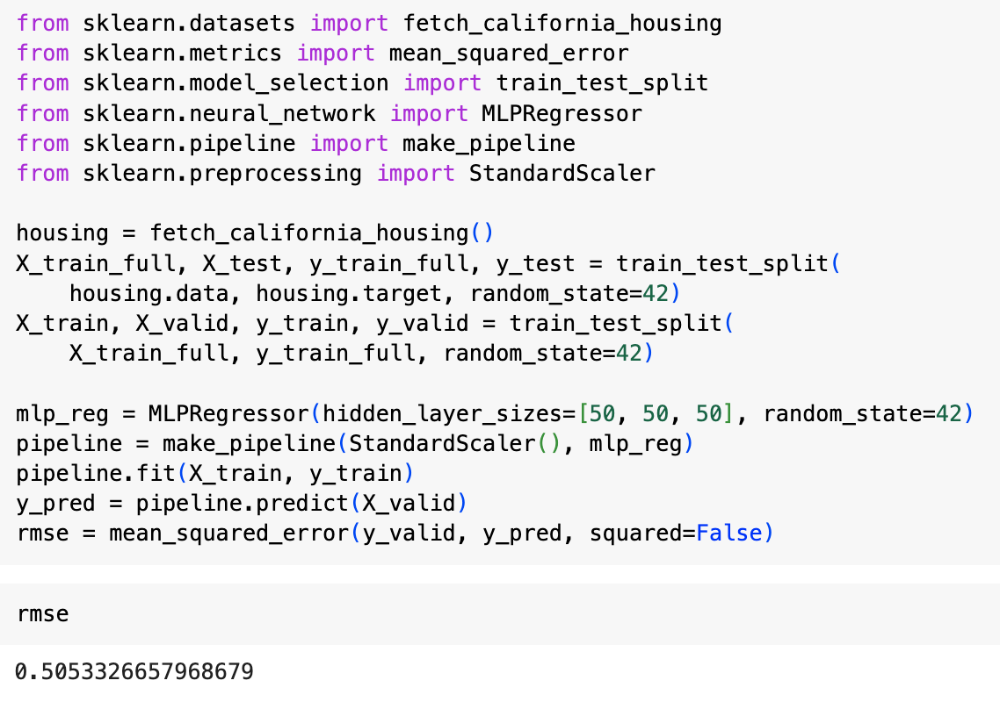 from sklearn.datasets import fetch_california_housing
from sklearn.metrics import mean_squared_error
from sklearn.model_selection import train_test_split
from sklearn.neural_network import MLPRegressor
from sklearn.pipeline import make_pipeline
from sklearn.preprocessing import StandardScaler

housing = fetch_california_housing()
X_train_full, X_test, y_train_full, y_test = train_test_split(
    housing.data, housing.target, random_state=42)
X_train, X_valid, y_train, y_valid = train_test_split(
    X_train_full, y_train_full, random_state=42)

mlp_reg = MLPRegressor(hidden_layer_sizes=[50, 50, 50], random_state=42)
pipeline = make_pipeline(StandardScaler(), mlp_reg)
pipeline.fit(X_train, y_train)
y_pred = pipeline.predict(X_valid)
rmse = mean_squared_error(y_valid, y_pred, squared=False)

rmse

0.5053326657968679